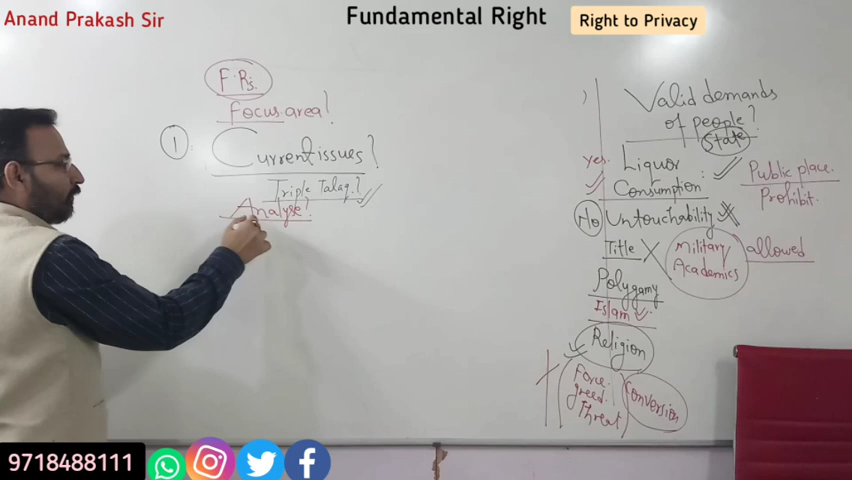 Anand Prakash Sir
Fundamental Right
Right to Privacy
F.Rs.
Focus area?
1
Current issues?
Triple Talaq.?
Analyse?
Valid demands
of people?
State
yes.
Liquor
Consumption
Public place.
Prohibit.
No Untouchability
Title
Military
Academics
allowed
Polygamy
Islam
Religion
Force.
greed.
Threat
Conversion
9718488111